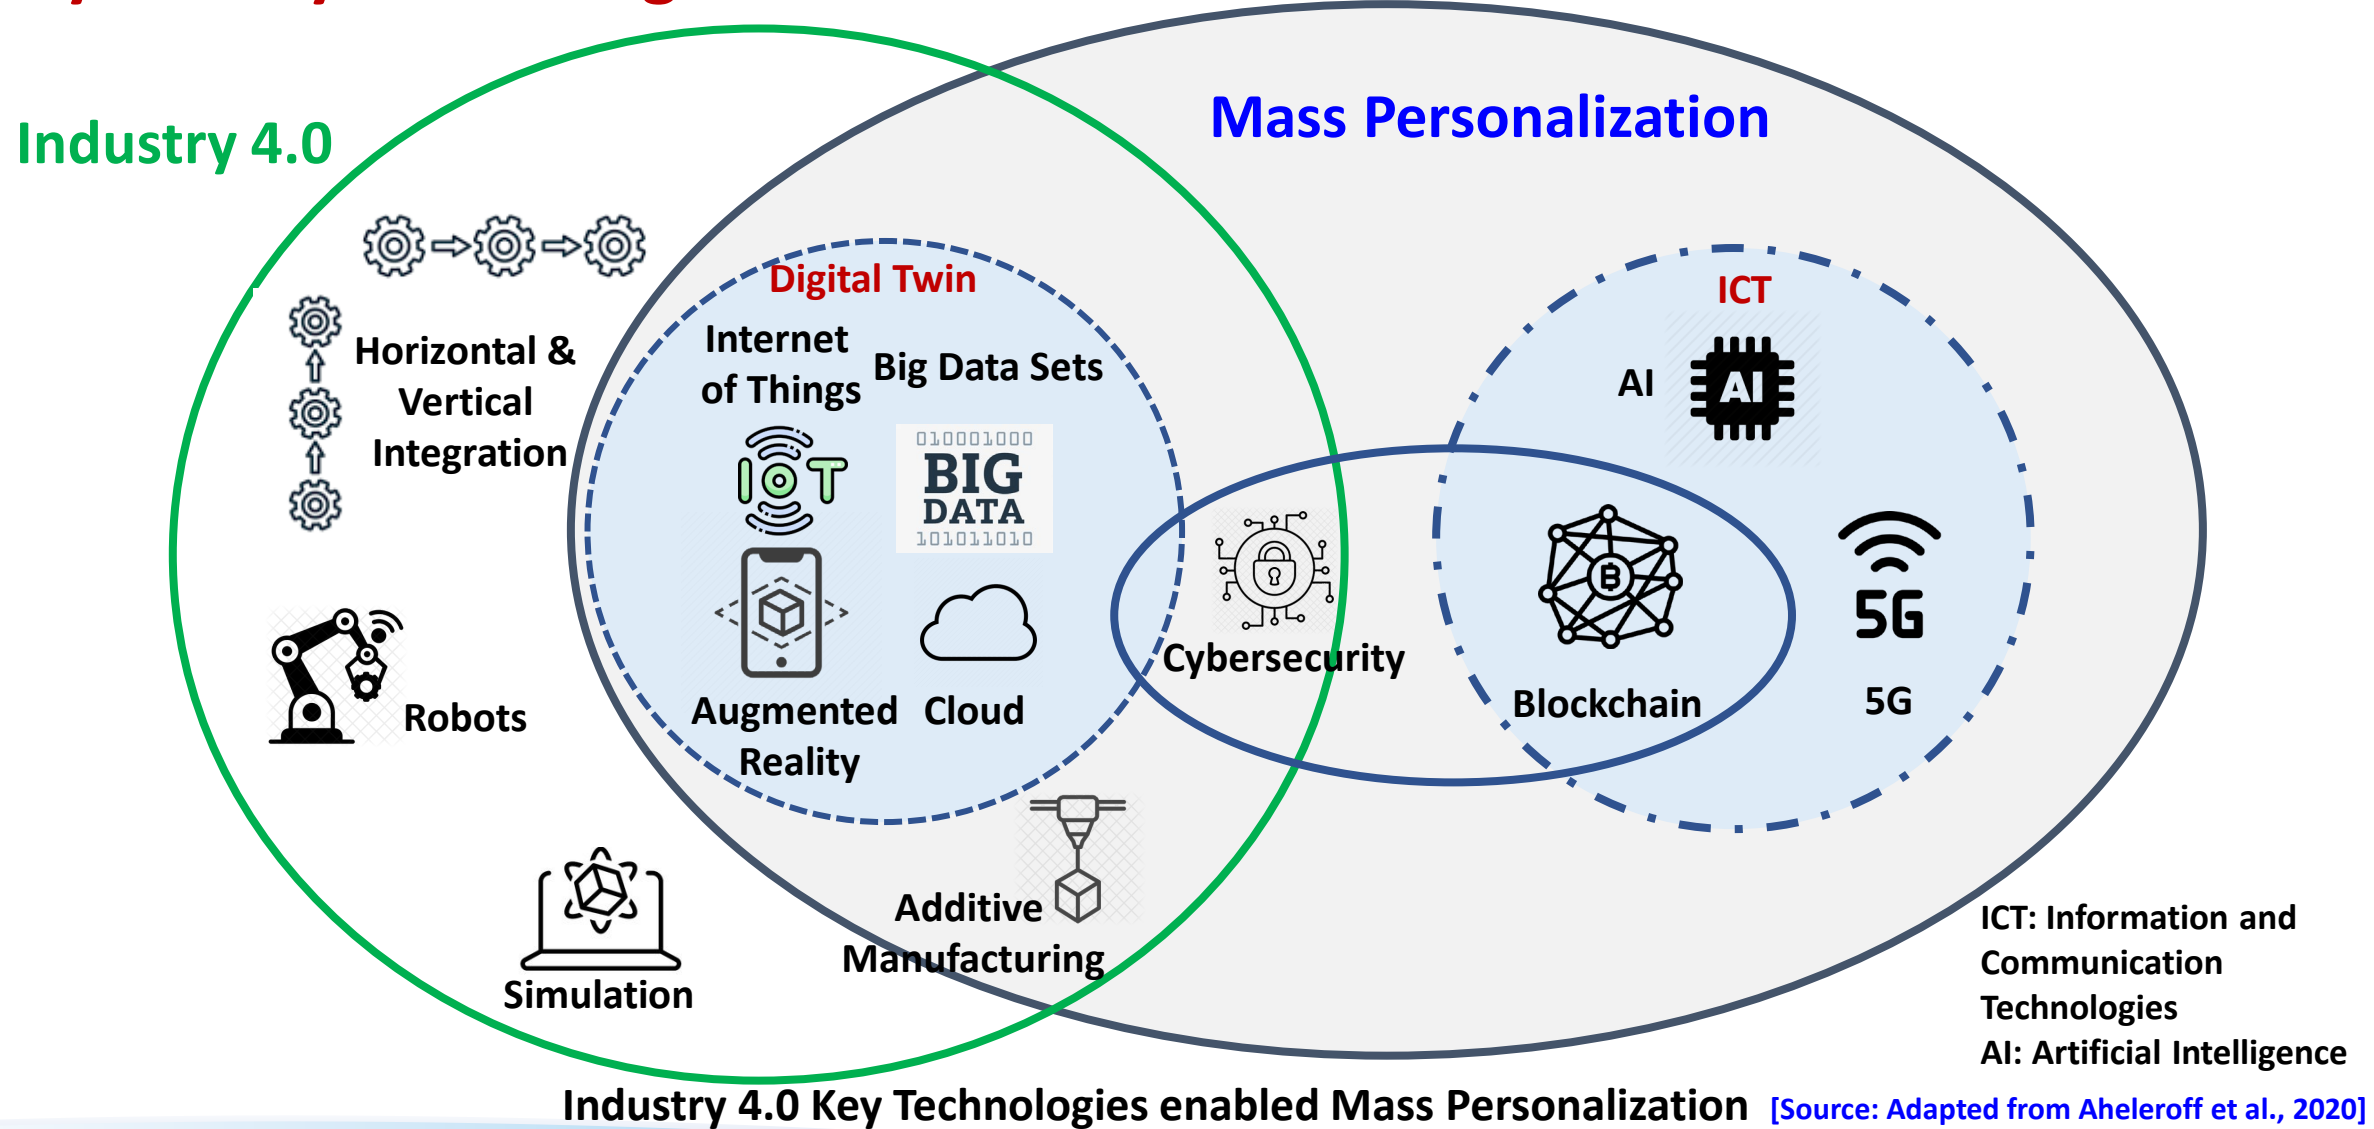 Industry 4.0
Mass Personalization
Horizontal &
Vertical
Integration
Digital Twin
Internet
of Things
Big Data Sets
IOT
010001000
BIG
DATA
101011010
Augmented
Reality
Cloud
Cybersecurity
ICT
AI
AI
B
Blockchain
5G
5G
Robots
Simulation
Additive
Manufacturing
ICT: Information and
Communication
Technologies
AI: Artificial Intelligence
Industry 4.0 Key Technologies enabled Mass Personalization [Source: Adapted from Aheleroff et al., 2020]